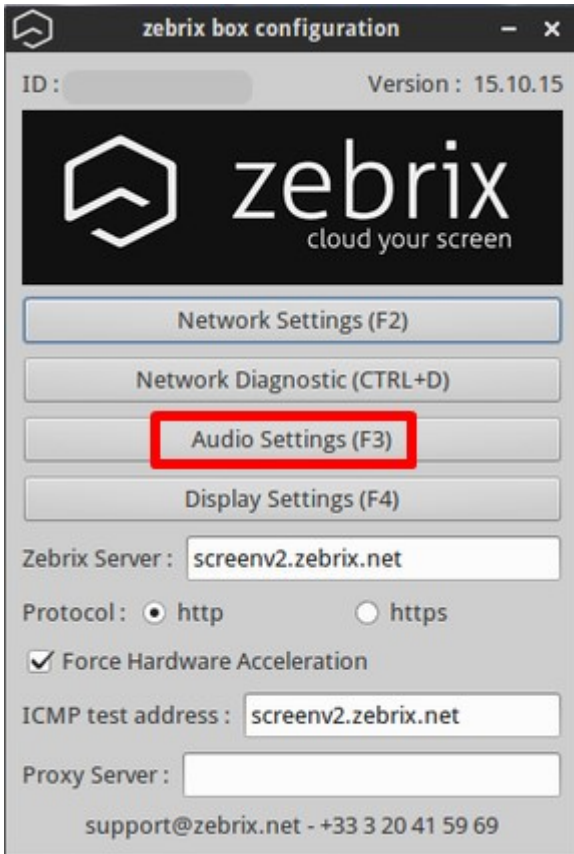 zebrix box configuration
ID : Version : 15.10.15
zebrix
cloud your screen
Network Settings (F2)
Network Diagnostic (CTRL+D)
Audio Settings (F3)
Display Settings (F4)
Zebrix Server : screenv2.zebrix.net
Protocol : http https
Force Hardware Acceleration
ICMP test address : screenv2.zebrix.net
Proxy Server :
support@zebrix.net - +33 3 20 41 59 69